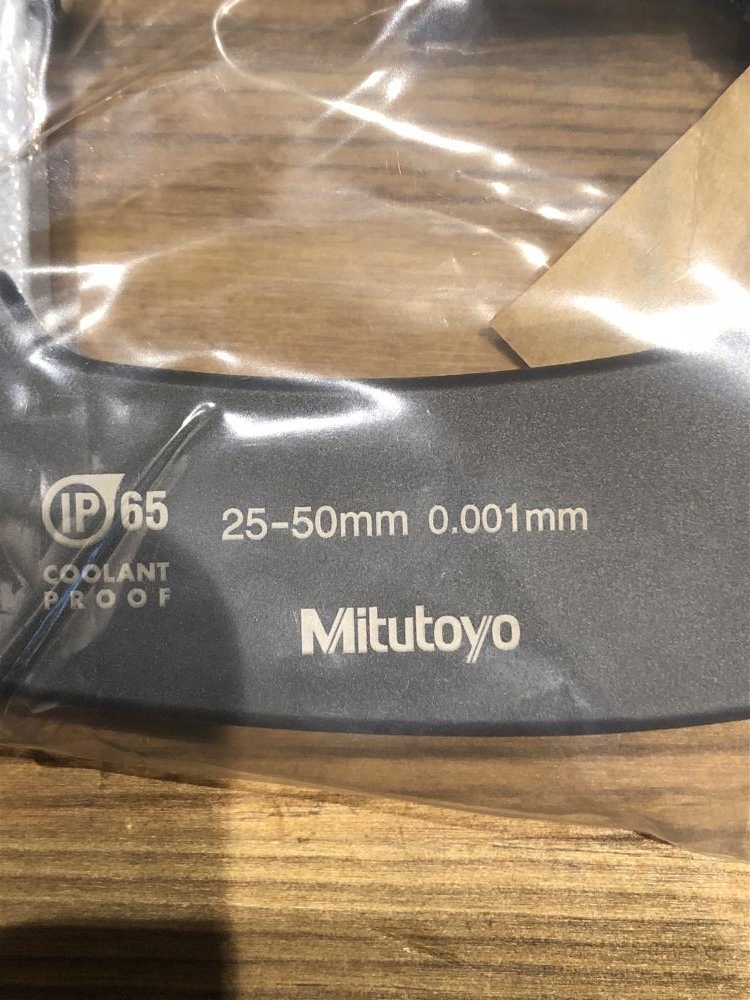 IP 65
COOLANT
PROOF
25-50mm 0.001mm
Mitutoyo